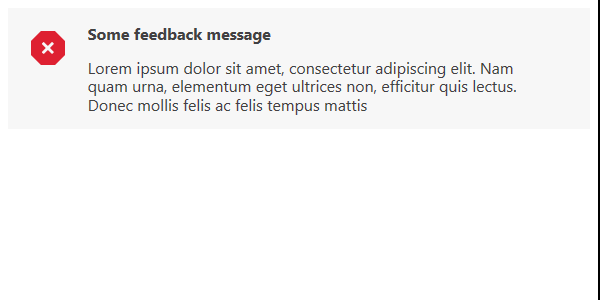 Some feedback message
Lorem ipsum dolor sit amet, consectetur adipiscing elit. Nam
quam urna, elementum eget ultrices non, efficitur quis lectus.
Donec mollis felis ac felis tempus mattis